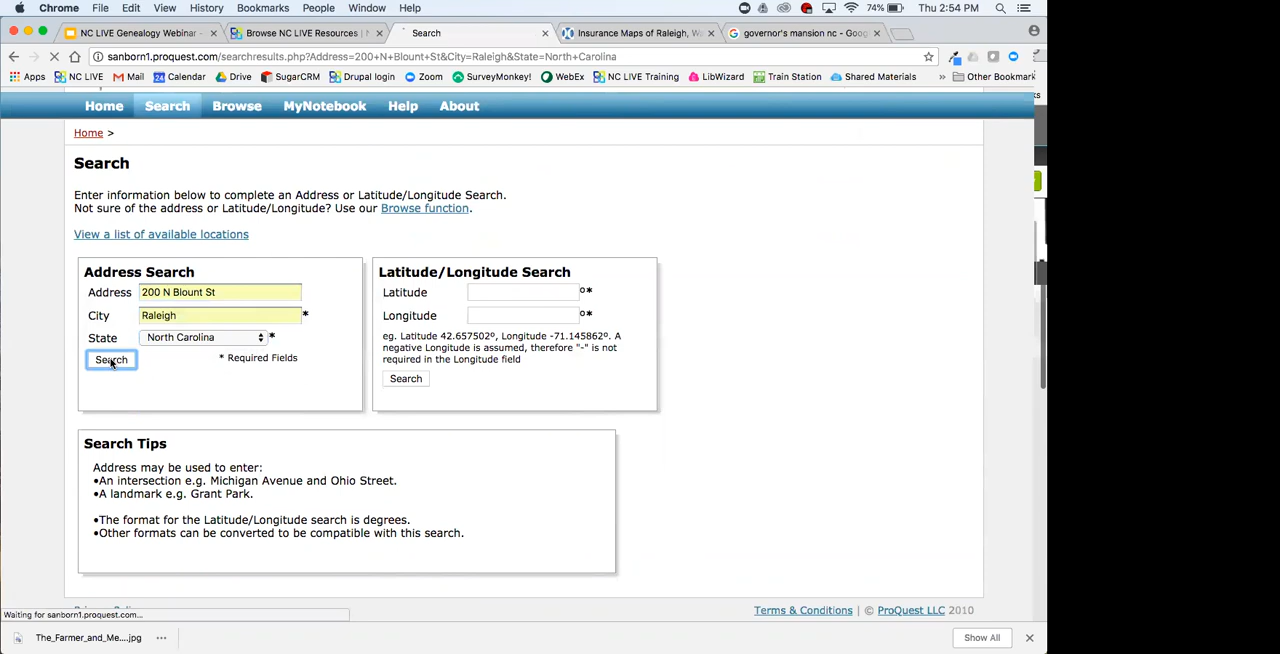 Chrome File Edit View History Bookmarks People Window Help 74% Thu 2:54 PM
NC LIVE Genealogy Webinar - × Browse NC LIVE Resources | N × Search × Insurance Maps of Raleigh, W × governor's mansion nc - Goog ×
sanborn1.proquest.com/searchresults.php?Address=200+N+Blount+St&City=Raleigh&State=North+Carolina
Apps NC LIVE Mail Calendar Drive SugarCRM Drupal login Zoom SurveyMonkey! WebEx NC LIVE Training LibWizard Train Station Shared Materials » Other Bookmark
Home Search Browse MyNotebook Help About
Home >
Search
Enter information below to complete an Address or Latitude/Longitude Search.
Not sure of the address or Latitude/Longitude? Use our Browse function.
View a list of available locations
Address Search
Address 200 N Blount St
City Raleigh *
State North Carolina *
Search * Required Fields
Latitude/Longitude Search
Latitude °*
Longitude °*
eg. Latitude 42.657502º, Longitude -71.145862º. A
negative Longitude is assumed, therefore "-" is not
required in the Longitude field
Search
Search Tips
Address may be used to enter:
•An intersection e.g. Michigan Avenue and Ohio Street.
•A landmark e.g. Grant Park.
•The format for the Latitude/Longitude search is degrees.
•Other formats can be converted to be compatible with this search.
Terms & Conditions | © ProQuest LLC 2010
Waiting for sanborn1.proquest.com...
The_Farmer_and_Me....jpg Show All